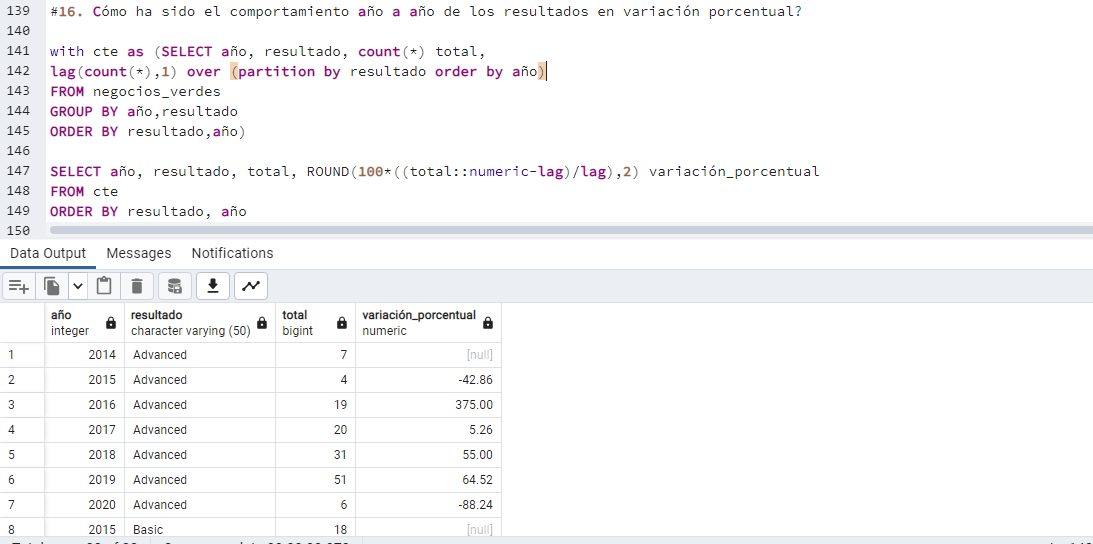 139 #16. Cómo ha sido el comportamiento año a año de los resultados en variación porcentual?
140
141 with cte as (SELECT año, resultado, count(*) total,
142 lag(count(*),1) over (partition by resultado order by año)
143 FROM negocios_verdes
144 GROUP BY año,resultado
145 ORDER BY resultado,año)
146
147 SELECT año, resultado, total, ROUND(100*((total::numeric-lag)/lag),2) variación_porcentual
148 FROM cte
149 ORDER BY resultado, año
150
Data Output Messages Notifications
año resultado total variación_porcentual
integer character varying (50) bigint numeric
1 2014 Advanced 7 [null]
2 2015 Advanced 4 -42.86
3 2016 Advanced 19 375.00
4 2017 Advanced 20 5.26
5 2018 Advanced 31 55.00
6 2019 Advanced 51 64.52
7 2020 Advanced 6 -88.24
8 2015 Basic 18 [null]